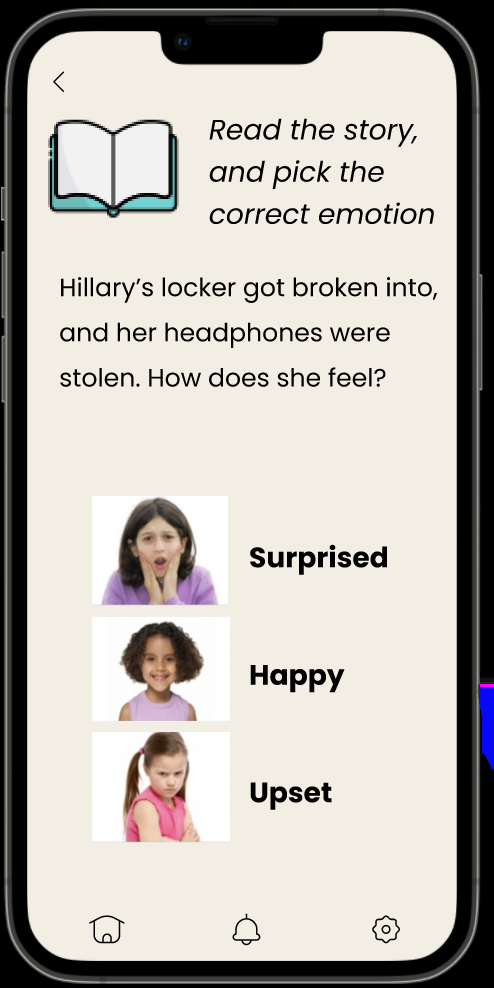 Read the story,
and pick the
correct emotion
Hillary’s locker got broken into,
and her headphones were
stolen. How does she feel?
Surprised
Happy
Upset